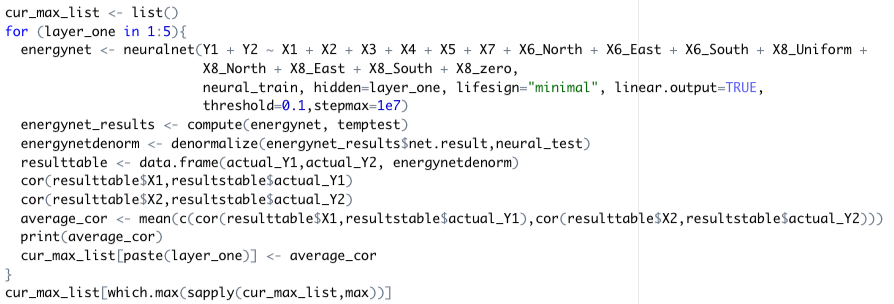 cur_max_list <- list()
for (layer_one in 1:5){
energynet <- neuralnet(Y1 + Y2 ~ X1 + X2 + X3 + X4 + X5 + X7 + X6_North + X6_East + X6_South + X8_Uniform +
X8_North + X8_East + X8_South + X8_zero,
neural_train, hidden=layer_one, lifesign="minimal", linear.output=TRUE,
threshold=0.1,stepmax=1e7)
energynet_results <- compute(energynet, temptest)
energynetdenorm <- denormalize(energynet_results$net.result,neural_test)
resulttable <- data.frame(actual_Y1,actual_Y2, energynetdenorm)
cor(resulttable$X1,resultstable$actual_Y1)
cor(resulttable$X2,resultstable$actual_Y2)
average_cor <- mean(c(cor(resulttable$X1,resultstable$actual_Y1),cor(resulttable$X2,resultstable$actual_Y2)))
print(average_cor)
cur_max_list[paste(layer_one)] <- average_cor
}
cur_max_list[which.max(sapply(cur_max_list,max))]